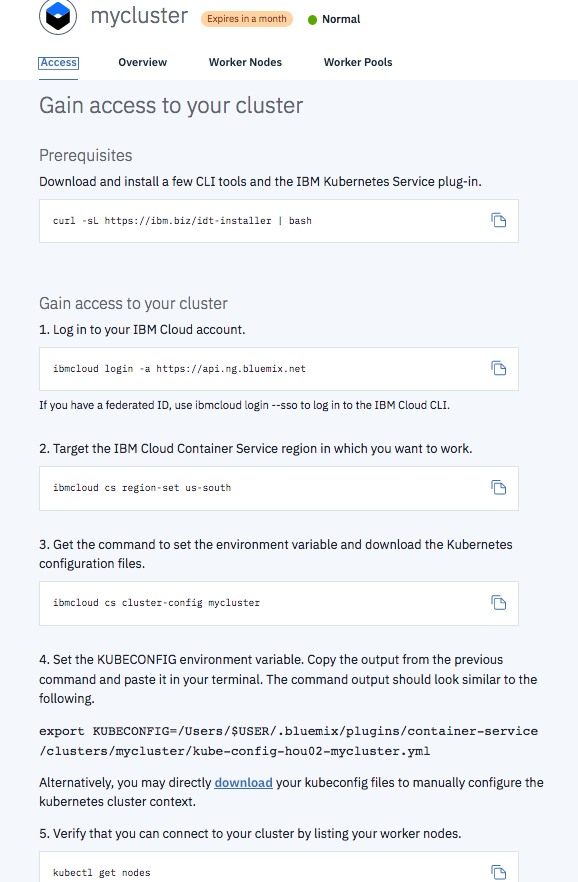 mycluster Expires in a month Normal
Access Overview Worker Nodes Worker Pools
Gain access to your cluster
Prerequisites
Download and install a few CLI tools and the IBM Kubernetes Service plug-in.
curl -sL https://ibm.biz/idt-installer | bash
Gain access to your cluster
1. Log in to your IBM Cloud account.
ibmcloud login -a https://api.ng.bluemix.net
If you have a federated ID, use ibmcloud login --sso to log in to the IBM Cloud CLI.
2. Target the IBM Cloud Container Service region in which you want to work.
ibmcloud cs region-set us-south
3. Get the command to set the environment variable and download the Kubernetes
configuration files.
ibmcloud cs cluster-config mycluster
4. Set the KUBECONFIG environment variable. Copy the output from the previous
command and paste it in your terminal. The command output should look similar to the
following.
export KUBECONFIG=/Users/$USER/.bluemix/plugins/container-service
/clusters/mycluster/kube-config-hou02-mycluster.yml
Alternatively, you may directly download your kubeconfig files to manually configure the
kubernetes cluster context.
5. Verify that you can connect to your cluster by listing your worker nodes.
kubectl get nodes